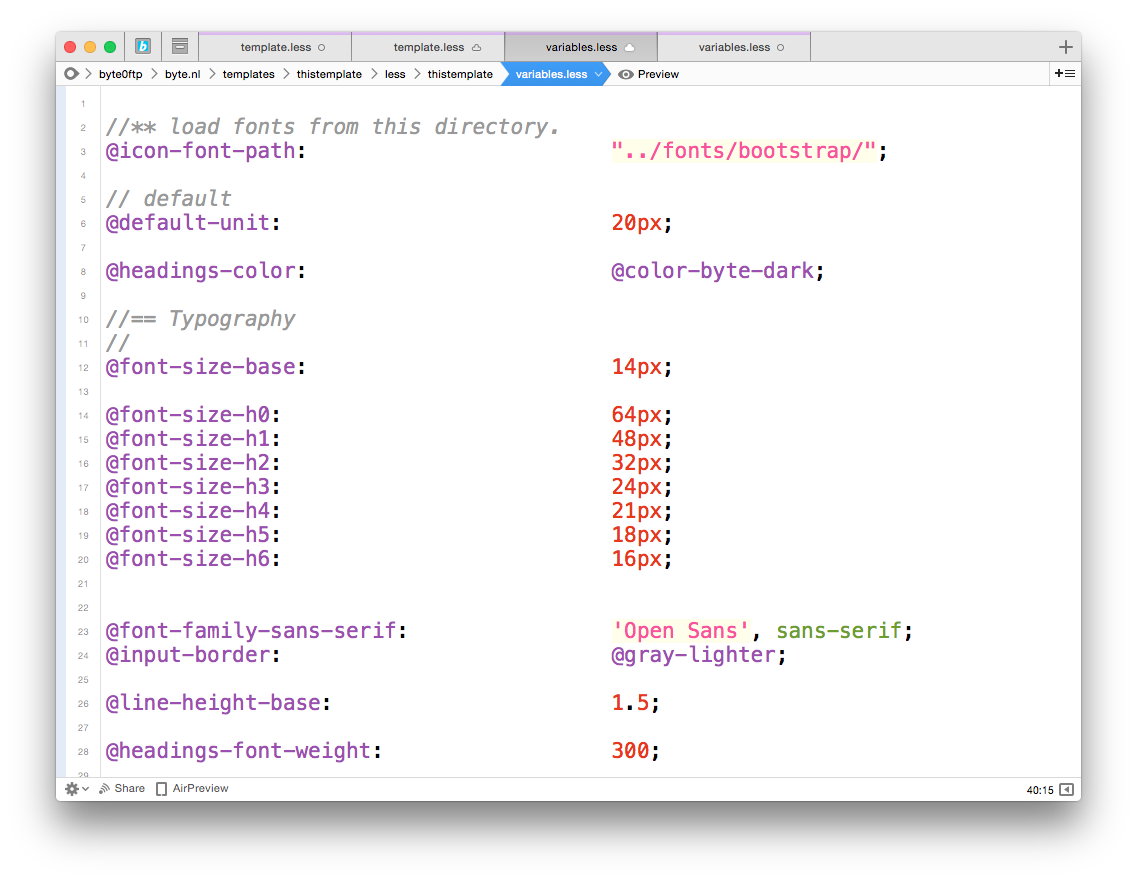 template.less template.less variables.less variables.less
byte0ftp byte.nl templates thistemplate less thistemplate variables.less Preview
1
2 //** load fonts from this directory.
3 @icon-font-path: "../fonts/bootstrap/";
4
5 // default
6 @default-unit: 20px;
7
8 @headings-color: @color-byte-dark;
9
10 //== Typography
11 //
12 @font-size-base: 14px;
13
14 @font-size-h0: 64px;
15 @font-size-h1: 48px;
16 @font-size-h2: 32px;
17 @font-size-h3: 24px;
18 @font-size-h4: 21px;
19 @font-size-h5: 18px;
20 @font-size-h6: 16px;
21
22
23 @font-family-sans-serif: 'Open Sans', sans-serif;
24 @input-border: @gray-lighter;
25
26 @line-height-base: 1.5;
27
28 @headings-font-weight: 300;
29
Share AirPreview 40:15